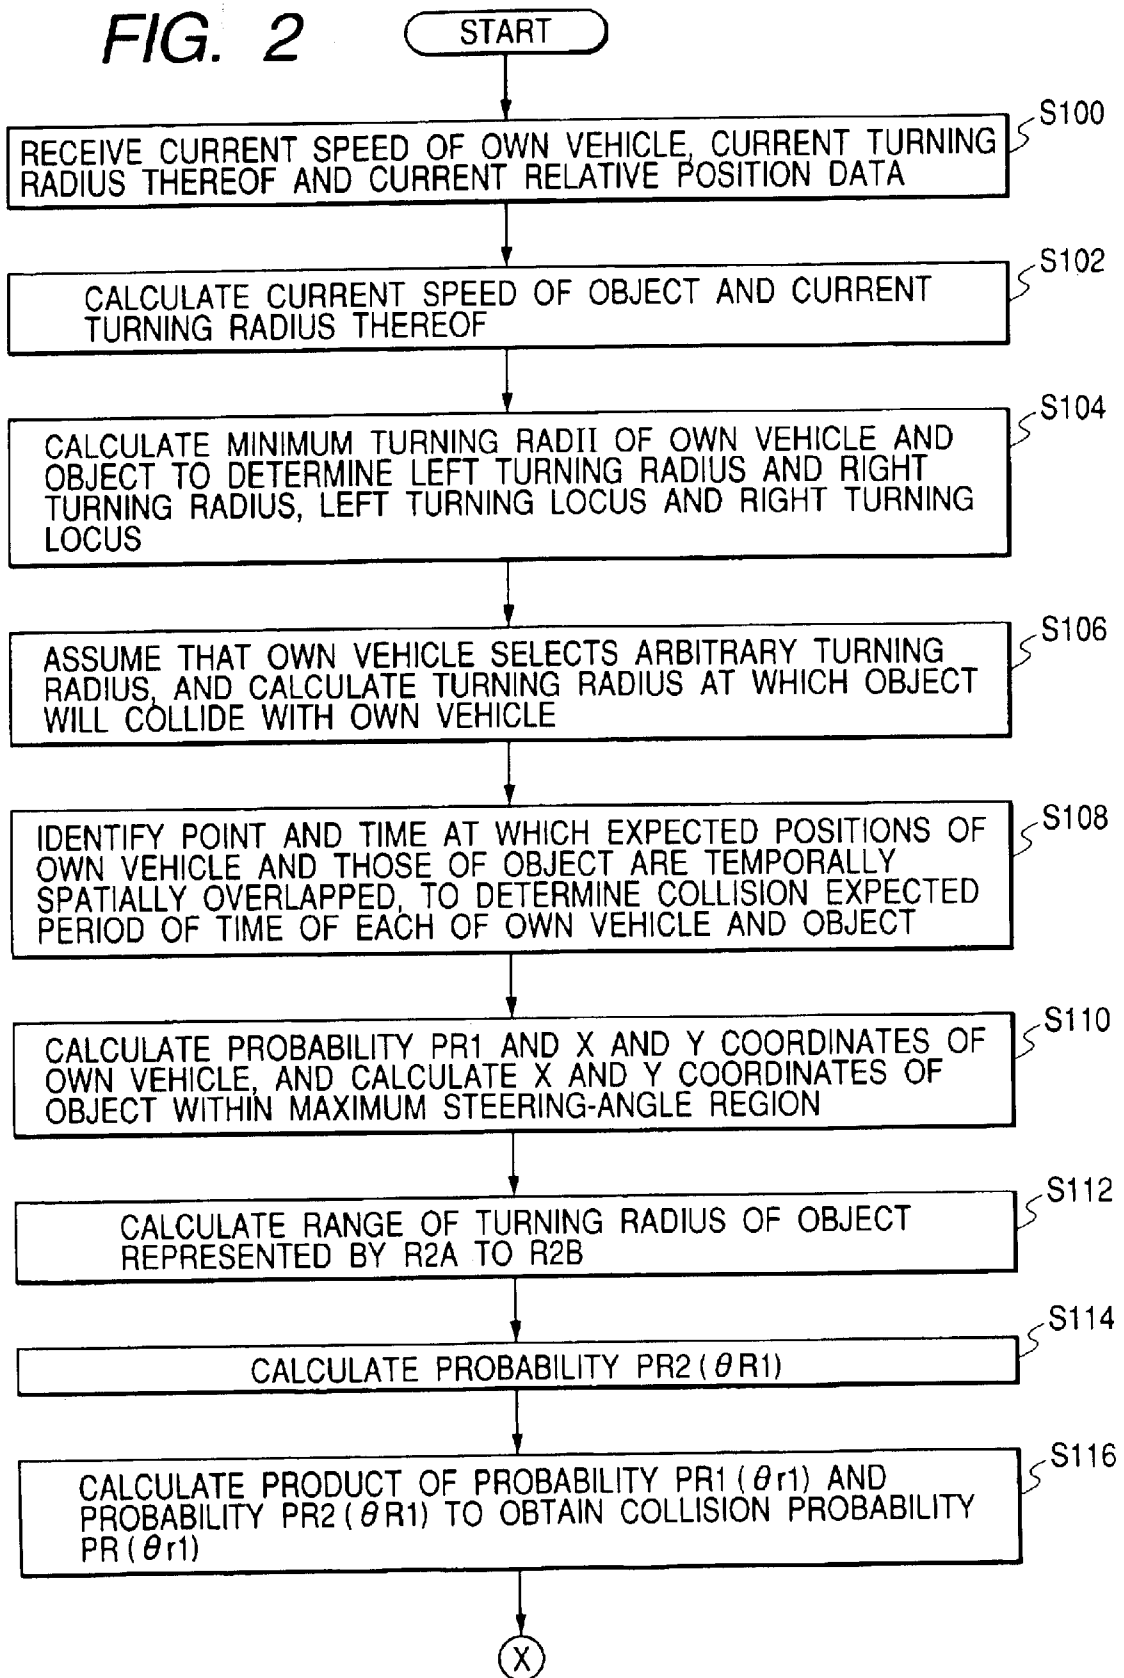 FIG. 2
START
S100
RECEIVE CURRENT SPEED OF OWN VEHICLE, CURRENT TURNING
RADIUS THEREOF AND CURRENT RELATIVE POSITION DATA
S102
CALCULATE CURRENT SPEED OF OBJECT AND CURRENT
TURNING RADIUS THEREOF
S104
CALCULATE MINIMUM TURNING RADII OF OWN VEHICLE AND
OBJECT TO DETERMINE LEFT TURNING RADIUS AND RIGHT
TURNING RADIUS, LEFT TURNING LOCUS AND RIGHT TURNING
LOCUS
S106
ASSUME THAT OWN VEHICLE SELECTS ARBITRARY TURNING
RADIUS, AND CALCULATE TURNING RADIUS AT WHICH OBJECT
WILL COLLIDE WITH OWN VEHICLE
S108
IDENTIFY POINT AND TIME AT WHICH EXPECTED POSITIONS OF
OWN VEHICLE AND THOSE OF OBJECT ARE TEMPORALLY
SPATIALLY OVERLAPPED, TO DETERMINE COLLISION EXPECTED
PERIOD OF TIME OF EACH OF OWN VEHICLE AND OBJECT
S110
CALCULATE PROBABILITY PR1 AND X AND Y COORDINATES OF
OWN VEHICLE, AND CALCULATE X AND Y COORDINATES OF
OBJECT WITHIN MAXIMUM STEERING-ANGLE REGION
S112
CALCULATE RANGE OF TURNING RADIUS OF OBJECT
REPRESENTED BY R2A TO R2B
S114
CALCULATE PROBABILITY PR2(θR1)
S116
CALCULATE PRODUCT OF PROBABILITY PR1(θr1) AND
PROBABILITY PR2(θR1) TO OBTAIN COLLISION PROBABILITY
PR(θr1)
X